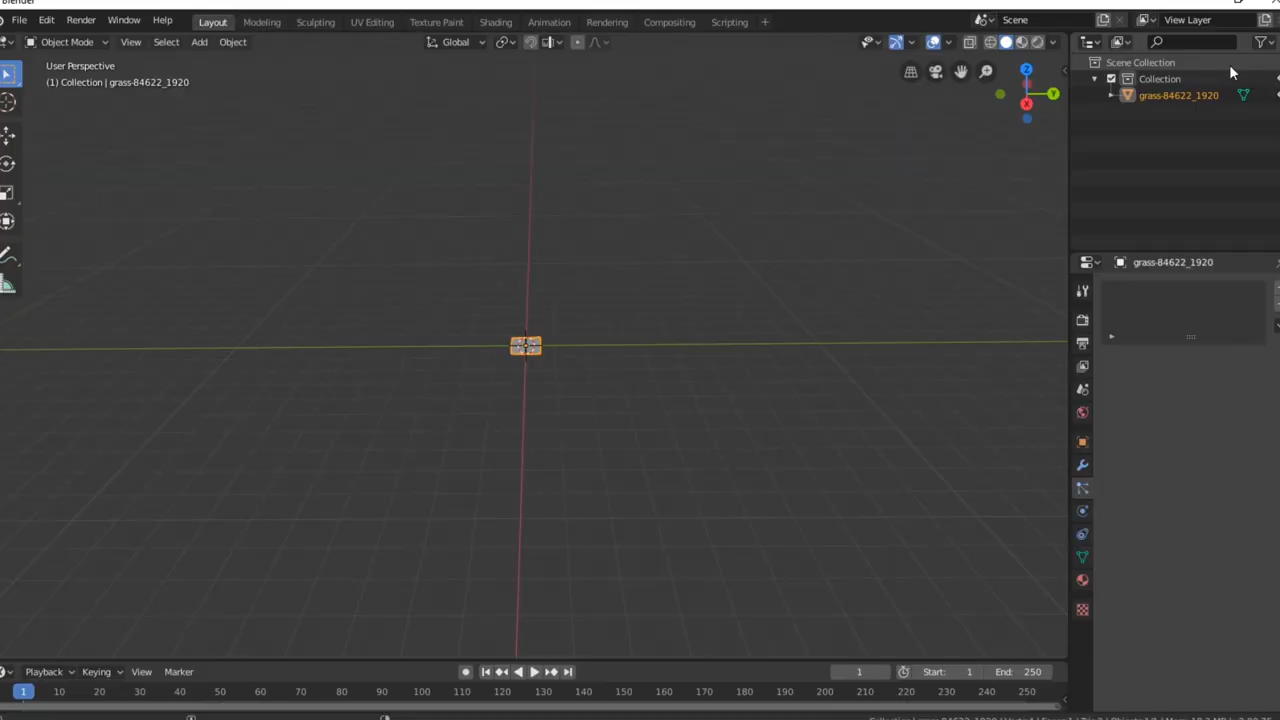 Blender
File Edit Render Window Help Layout Modeling Sculpting UV Editing Texture Paint Shading Animation Rendering Compositing Scripting + Scene View Layer
Object Mode View Select Add Object Global
User Perspective
(1) Collection | grass-84622_1920
Z
Y
X
Scene Collection
Collection
grass-84622_1920
grass-84622_1920
Playback Keying View Marker 1 Start: 1 End: 250
1 10 20 30 40 50 60 70 80 90 100 110 120 130 140 150 160 170 180 190 200 210 220 230 240 250